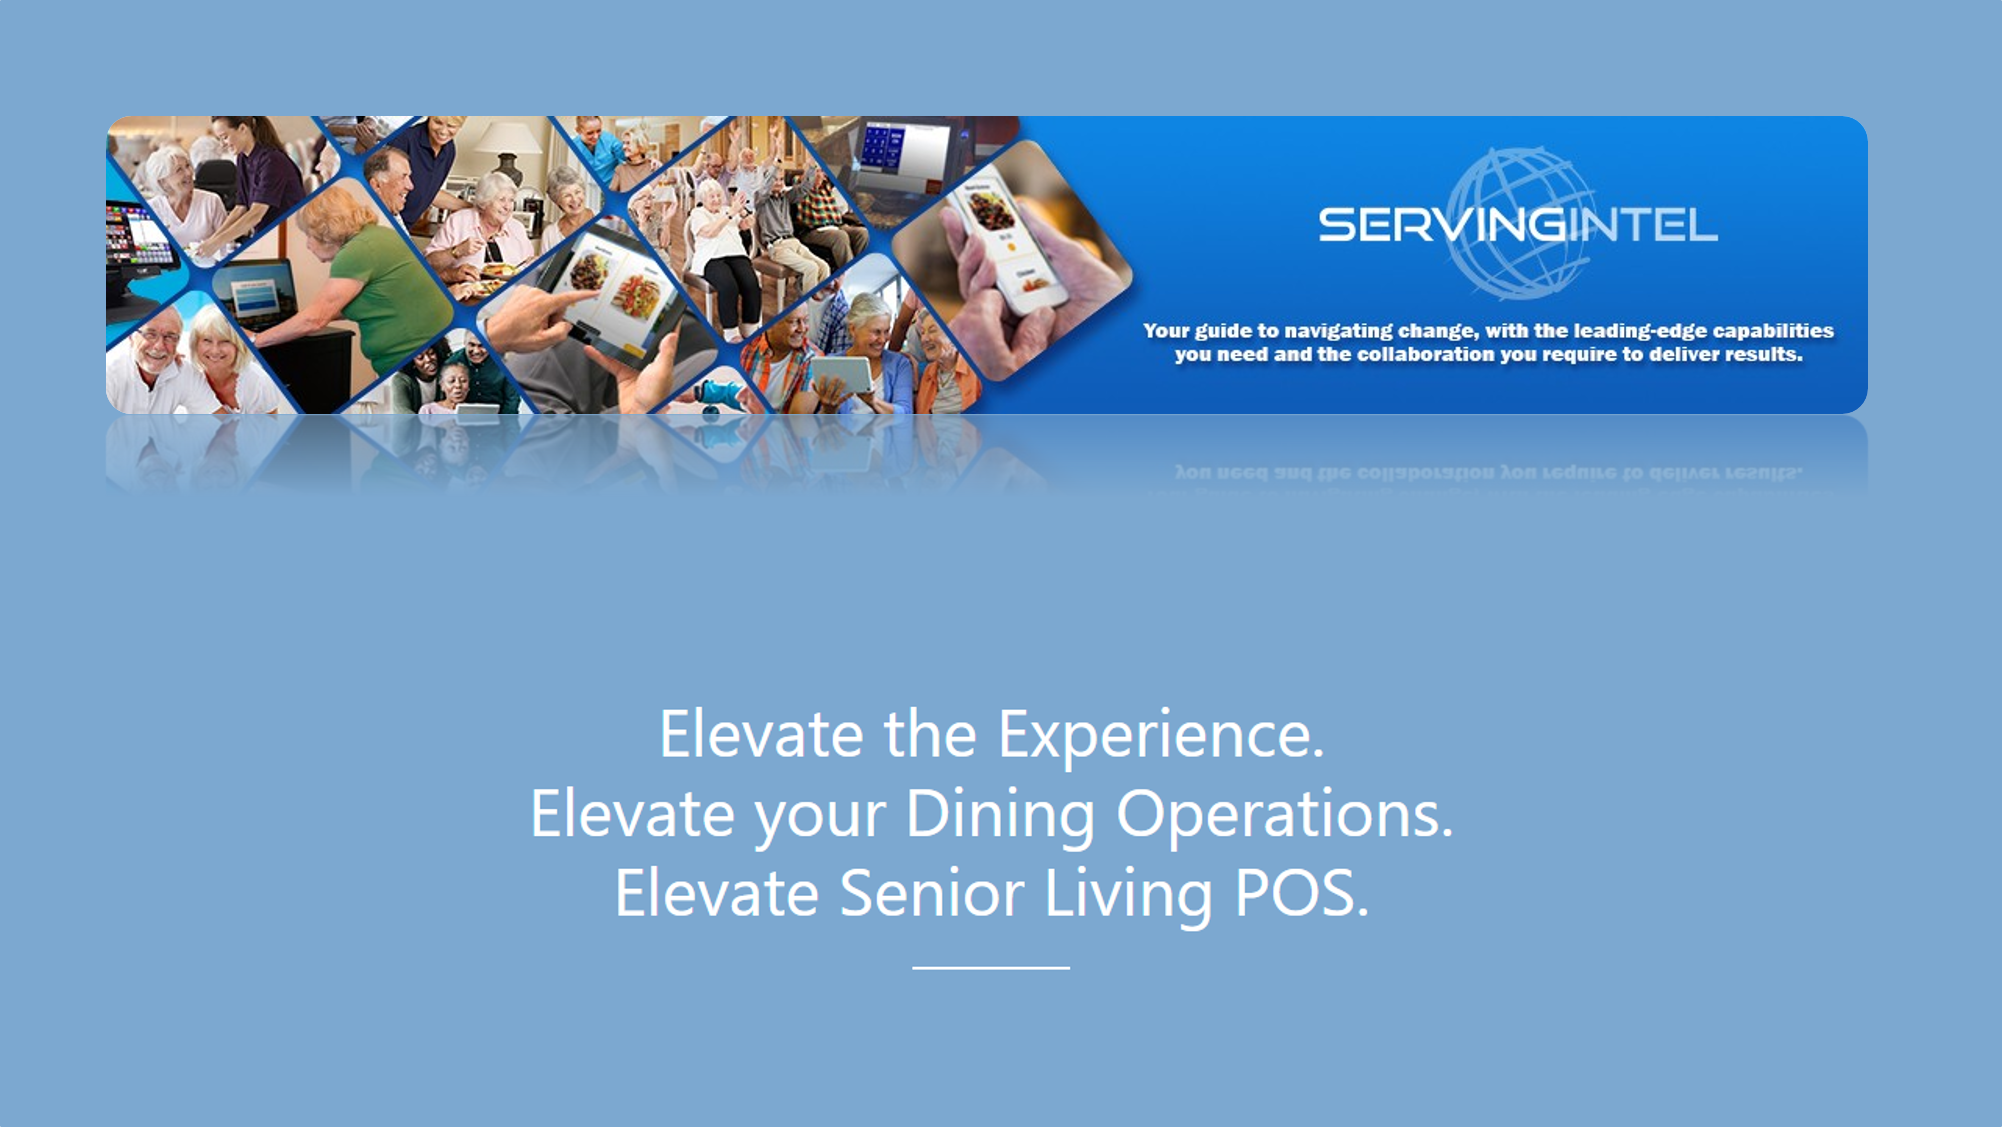 SERVINGINTEL
Your guide to navigating change, with the leading-edge capabilities
you need and the collaboration you require to deliver results.
Elevate the Experience.
Elevate your Dining Operations.
Elevate Senior Living POS.